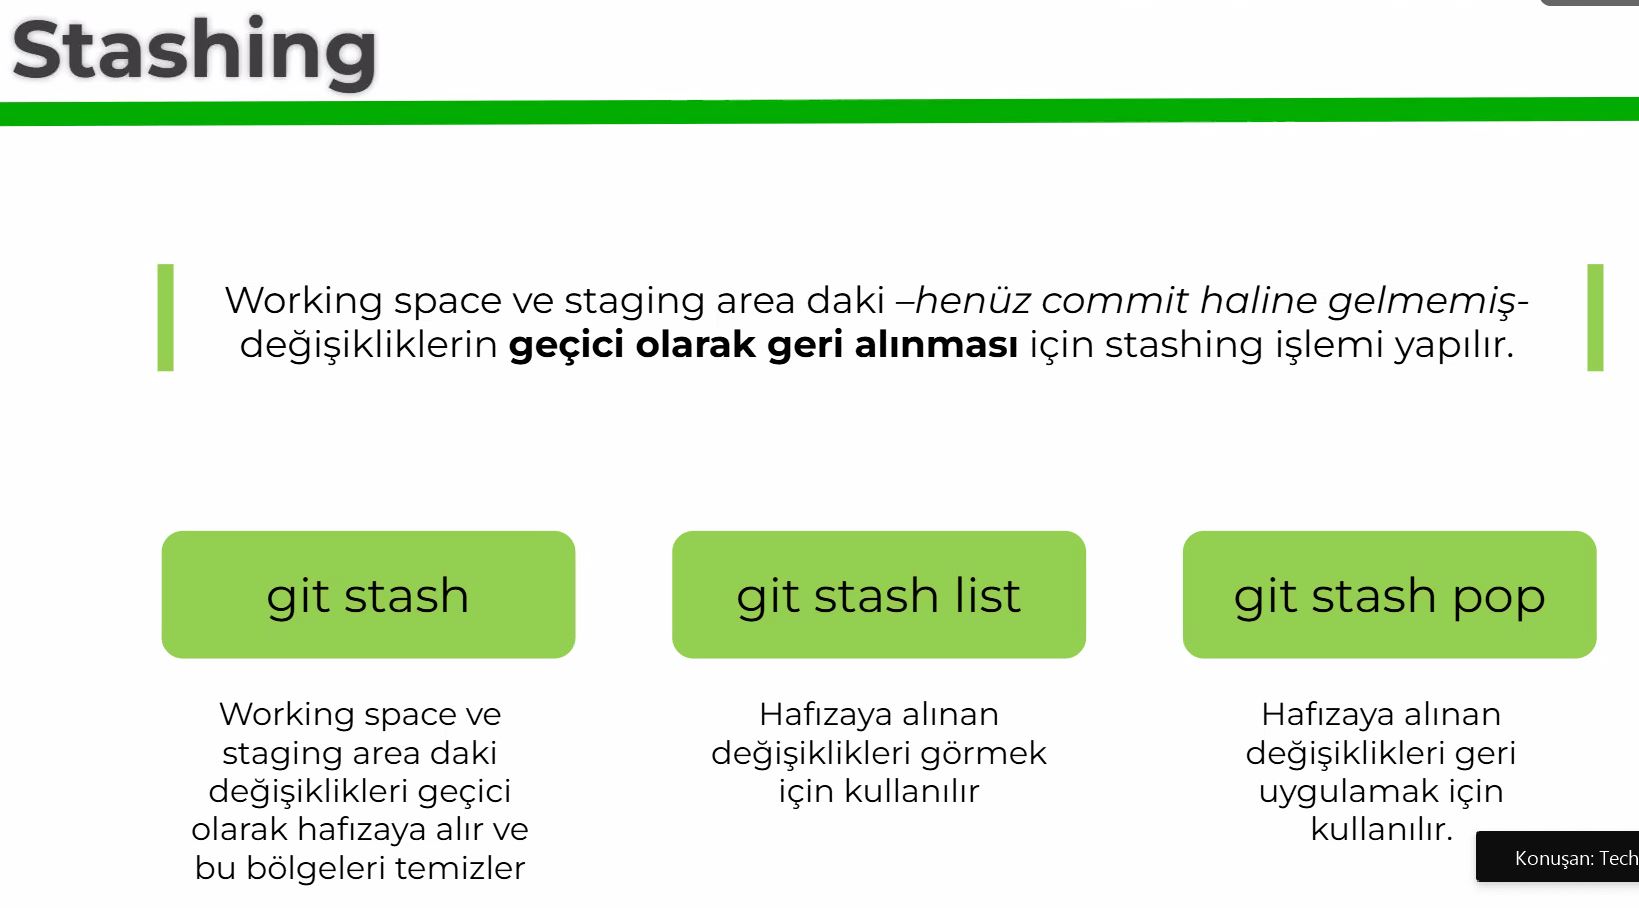 Stashing
Working space ve staging area daki –henüz commit haline gelmemiş-
değişikliklerin geçici olarak geri alınması için stashing işlemi yapılır.
git stash
git stash list
git stash pop
Working space ve
staging area daki
değişiklikleri geçici
olarak hafızaya alır ve
bu bölgeleri temizler
Hafızaya alınan
değişiklikleri görmek
için kullanılır
Hafızaya alınan
değişiklikleri geri
uygulamak için
kullanılır.
Konuşan: Tech